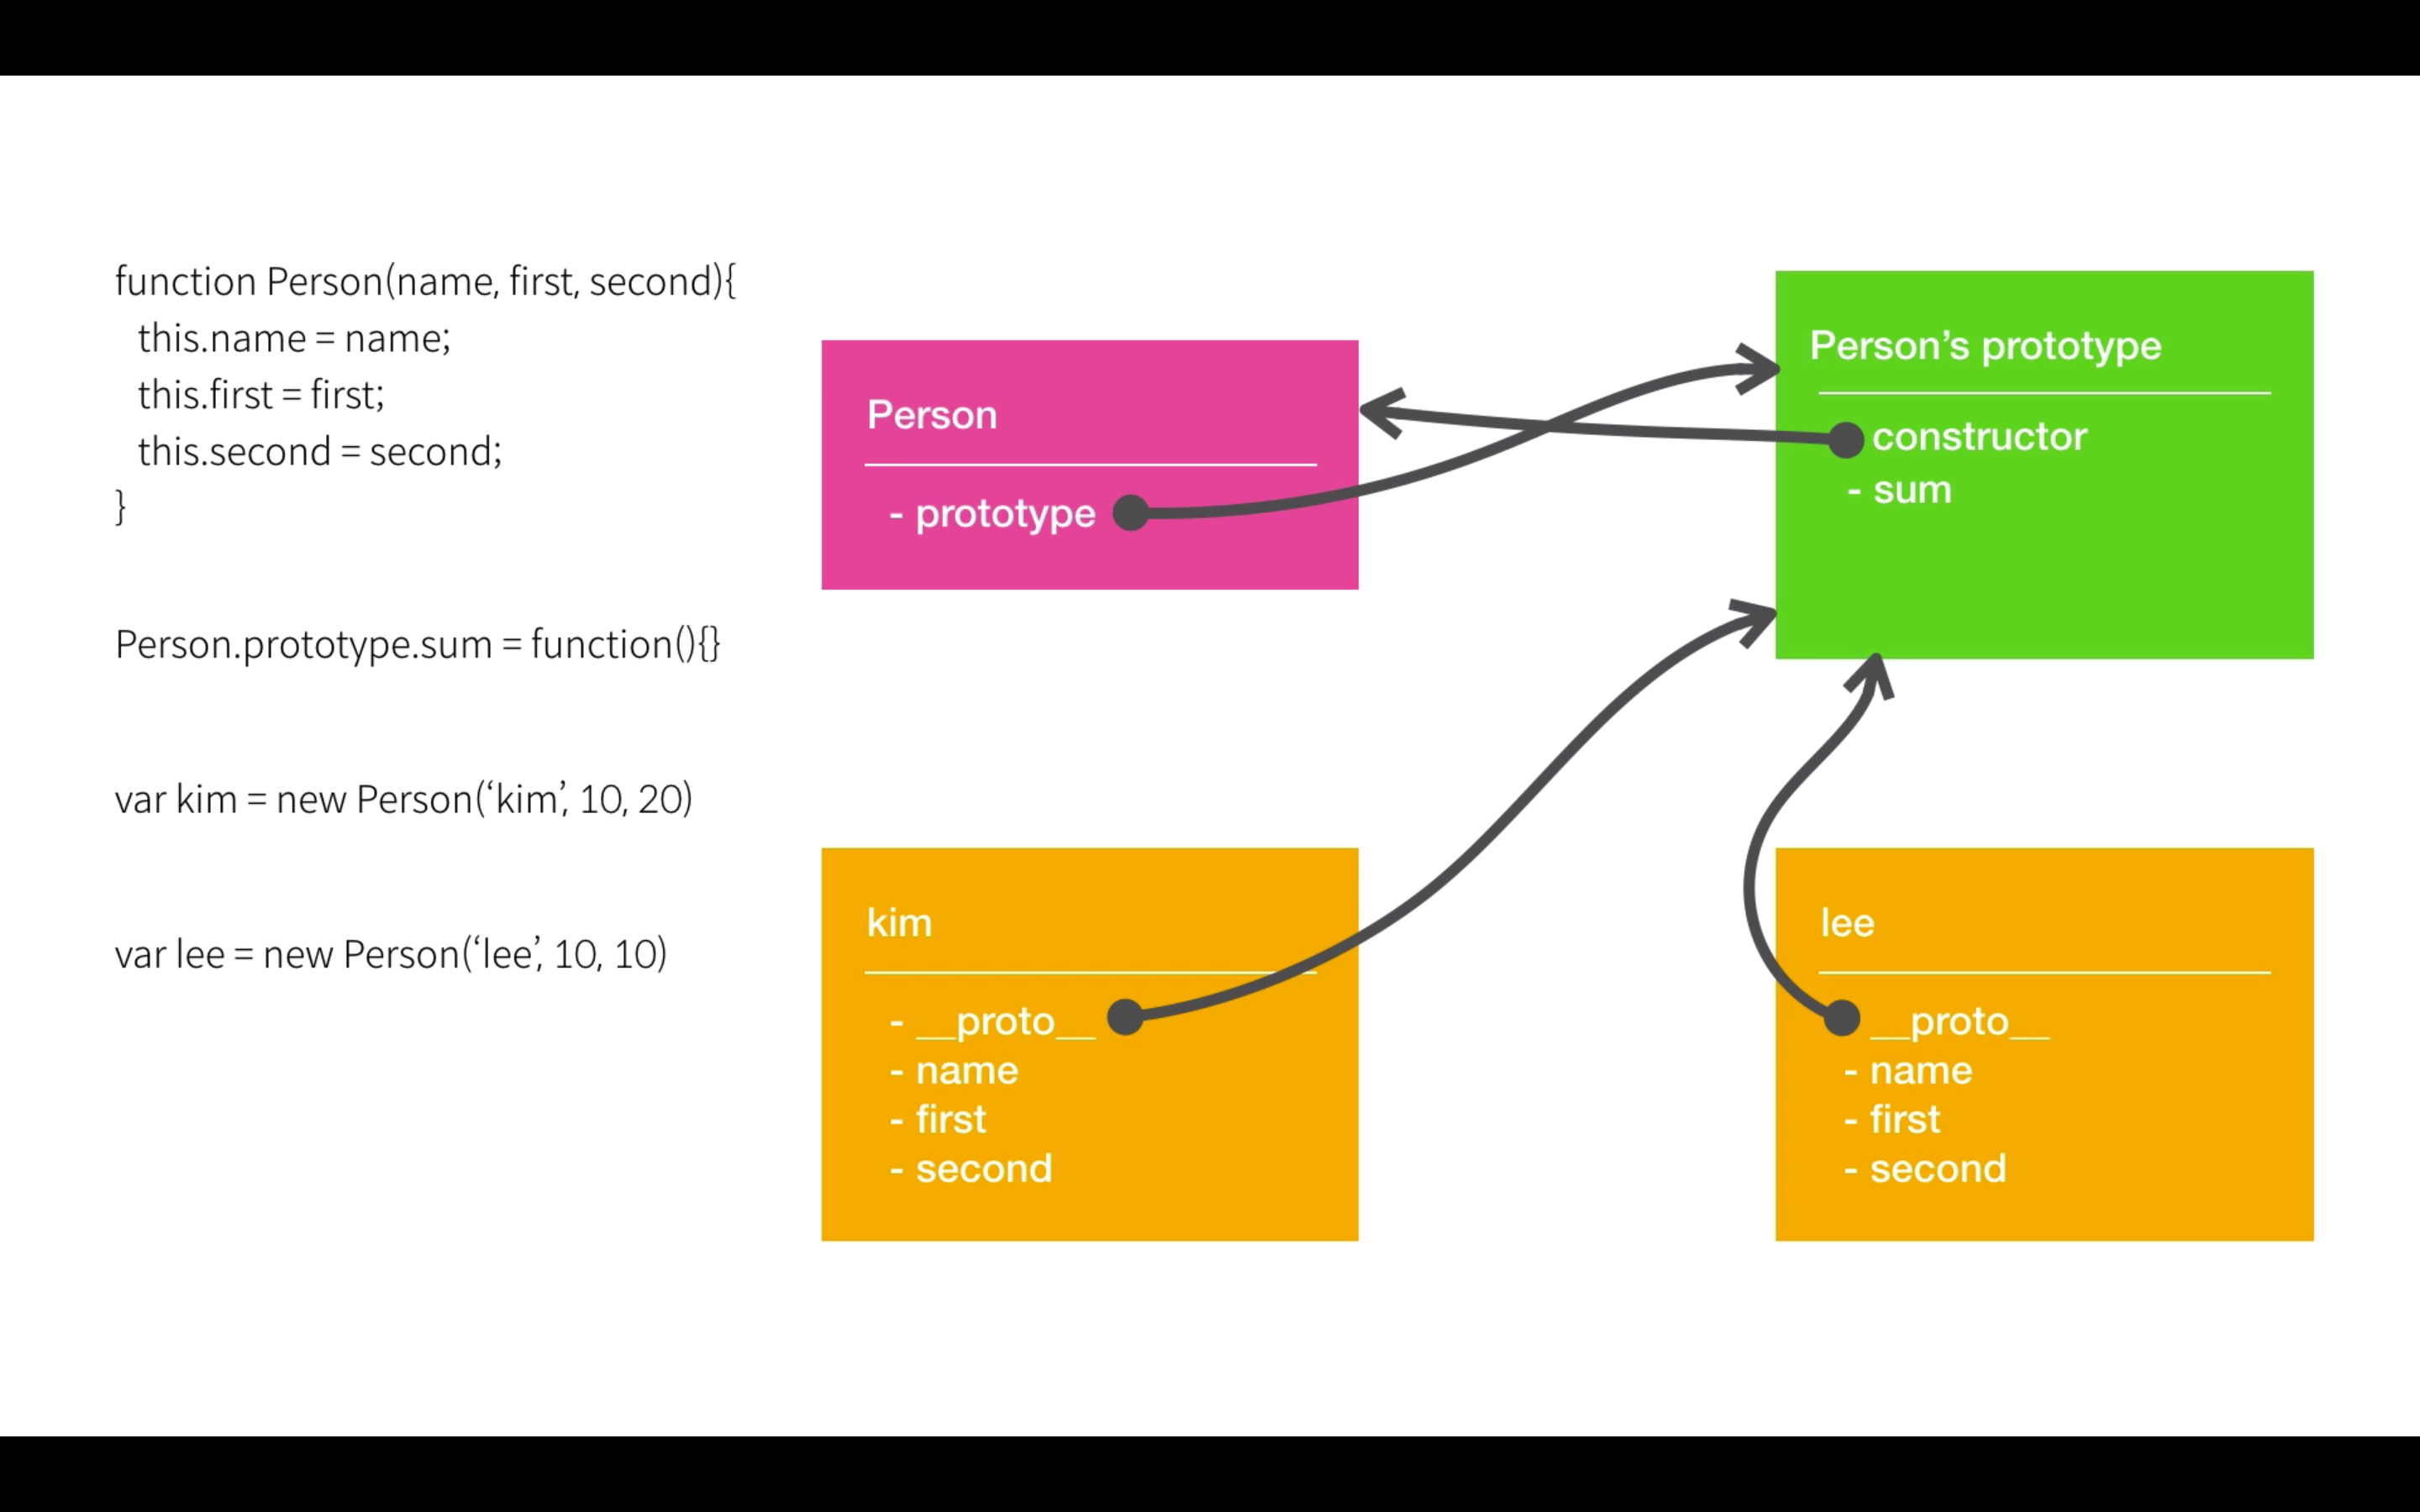 function Person(name, first, second){
this.name = name;
this.first = first;
this.second = second;
}
Person.prototype.sum = function(){}
var kim = new Person(‘kim’, 10, 20)
var lee = new Person(‘lee’, 10, 10)
Person
- prototype
Person’s prototype
constructor
- sum
kim
- __proto__
- name
- first
- second
lee
__proto__
- name
- first
- second